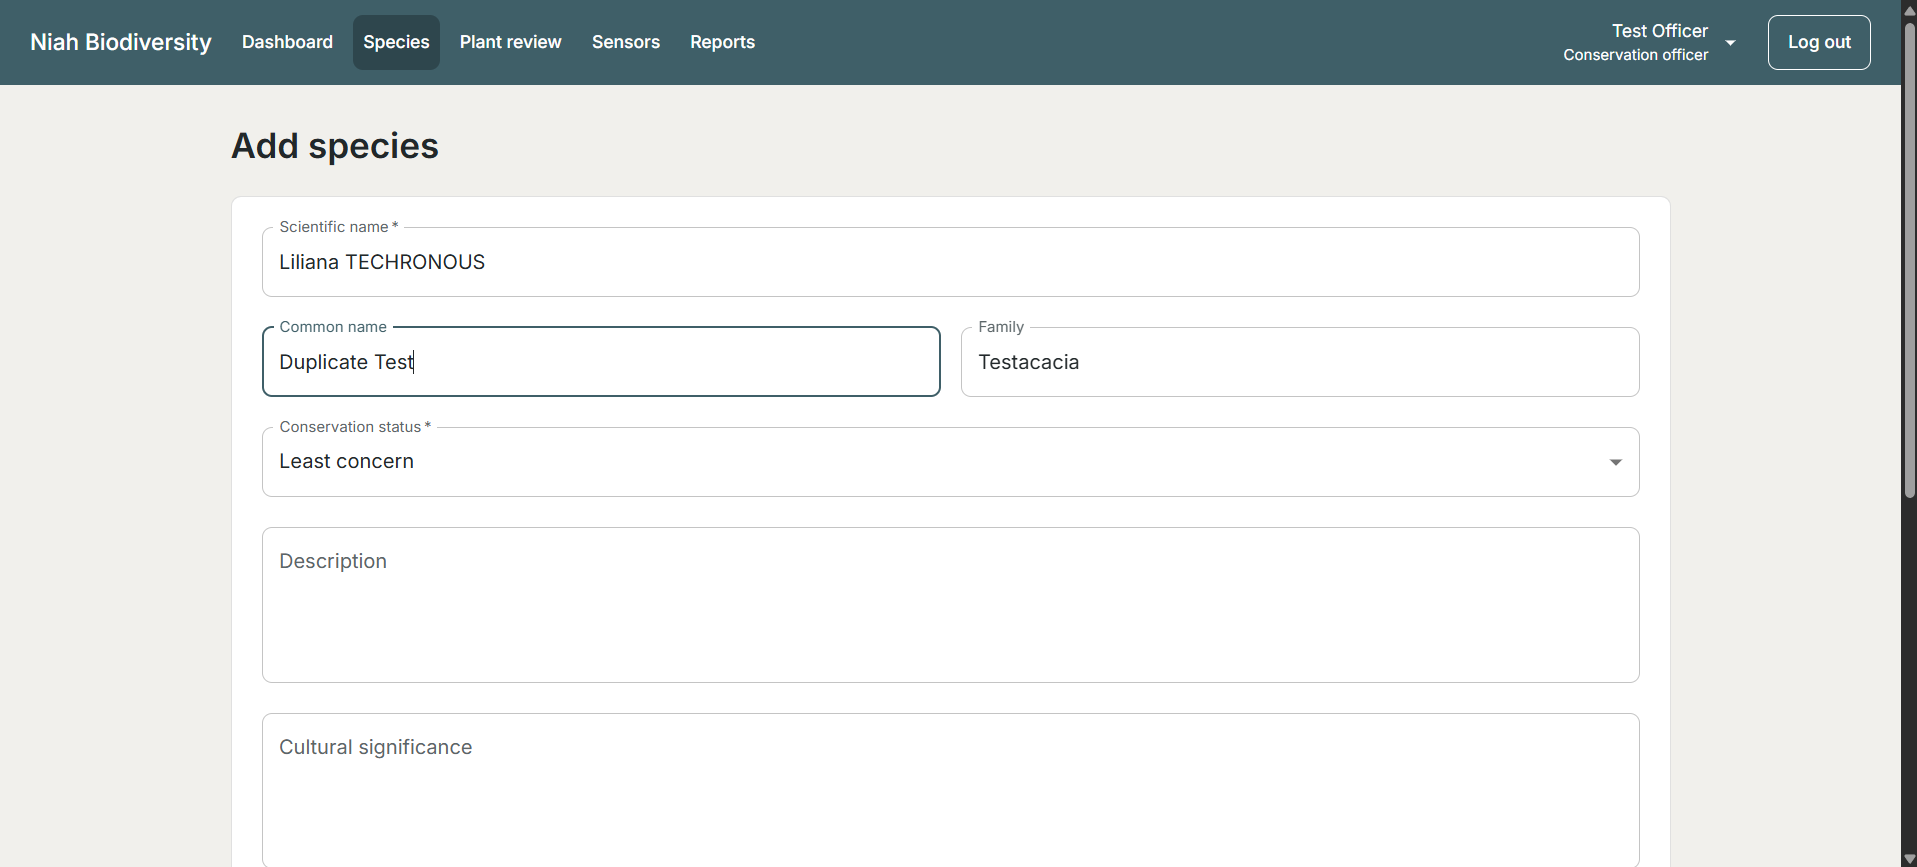 Niah Biodiversity Dashboard Species Plant review Sensors Reports Test Officer Conservation officer Log out
Add species
Scientific name *
Liliana TECHRONOUS
Common name Family
Duplicate Test Testacacia
Conservation status *
Least concern
Description
Cultural significance